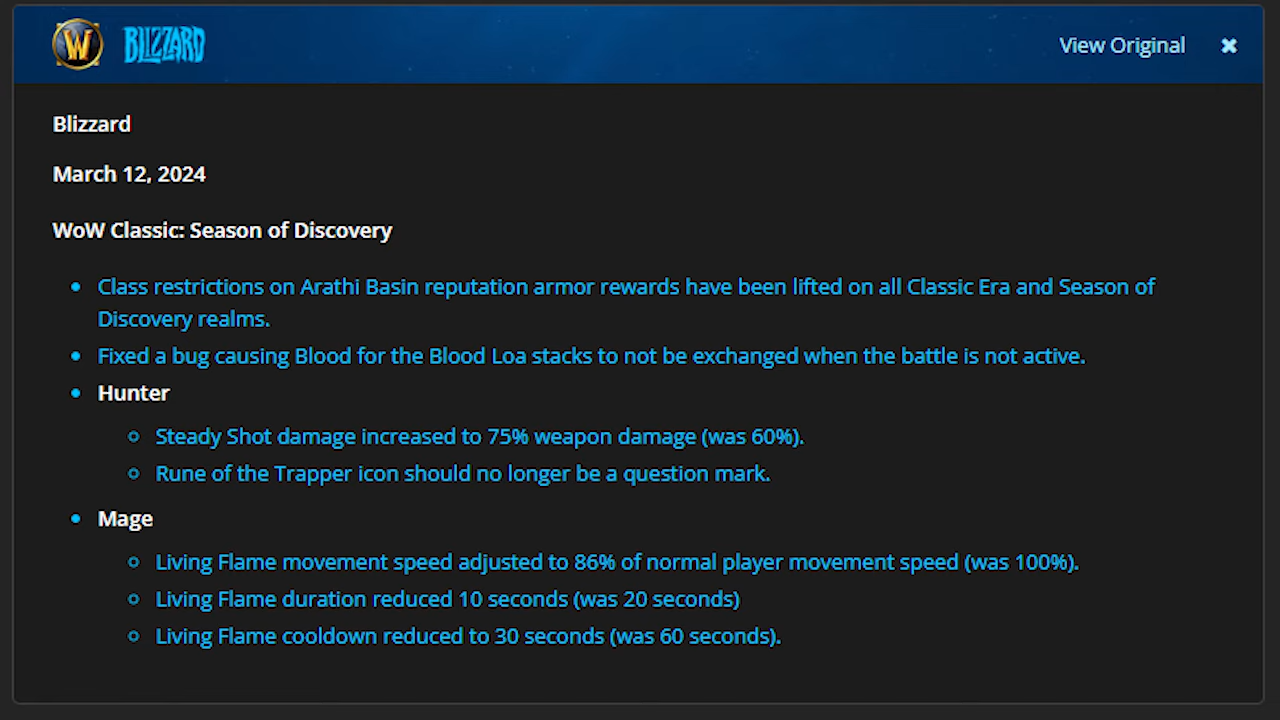 W BLIZZARD View Original ✖
Blizzard
March 12, 2024
WoW Classic: Season of Discovery
Class restrictions on Arathi Basin reputation armor rewards have been lifted on all Classic Era and Season of
Discovery realms.
Fixed a bug causing Blood for the Blood Loa stacks to not be exchanged when the battle is not active.
Hunter
Steady Shot damage increased to 75% weapon damage (was 60%).
Rune of the Trapper icon should no longer be a question mark.
Mage
Living Flame movement speed adjusted to 86% of normal player movement speed (was 100%).
Living Flame duration reduced 10 seconds (was 20 seconds)
Living Flame cooldown reduced to 30 seconds (was 60 seconds).